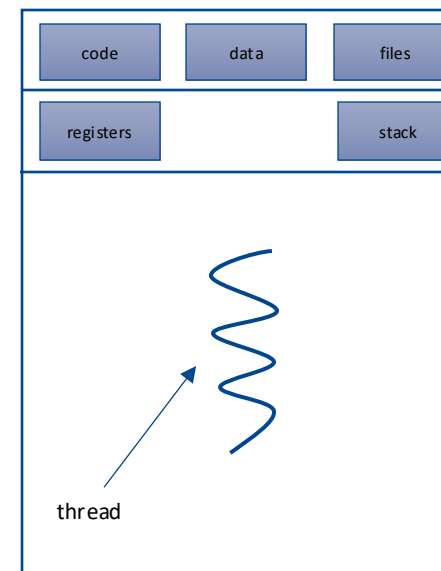 code data files
registers stack
thread